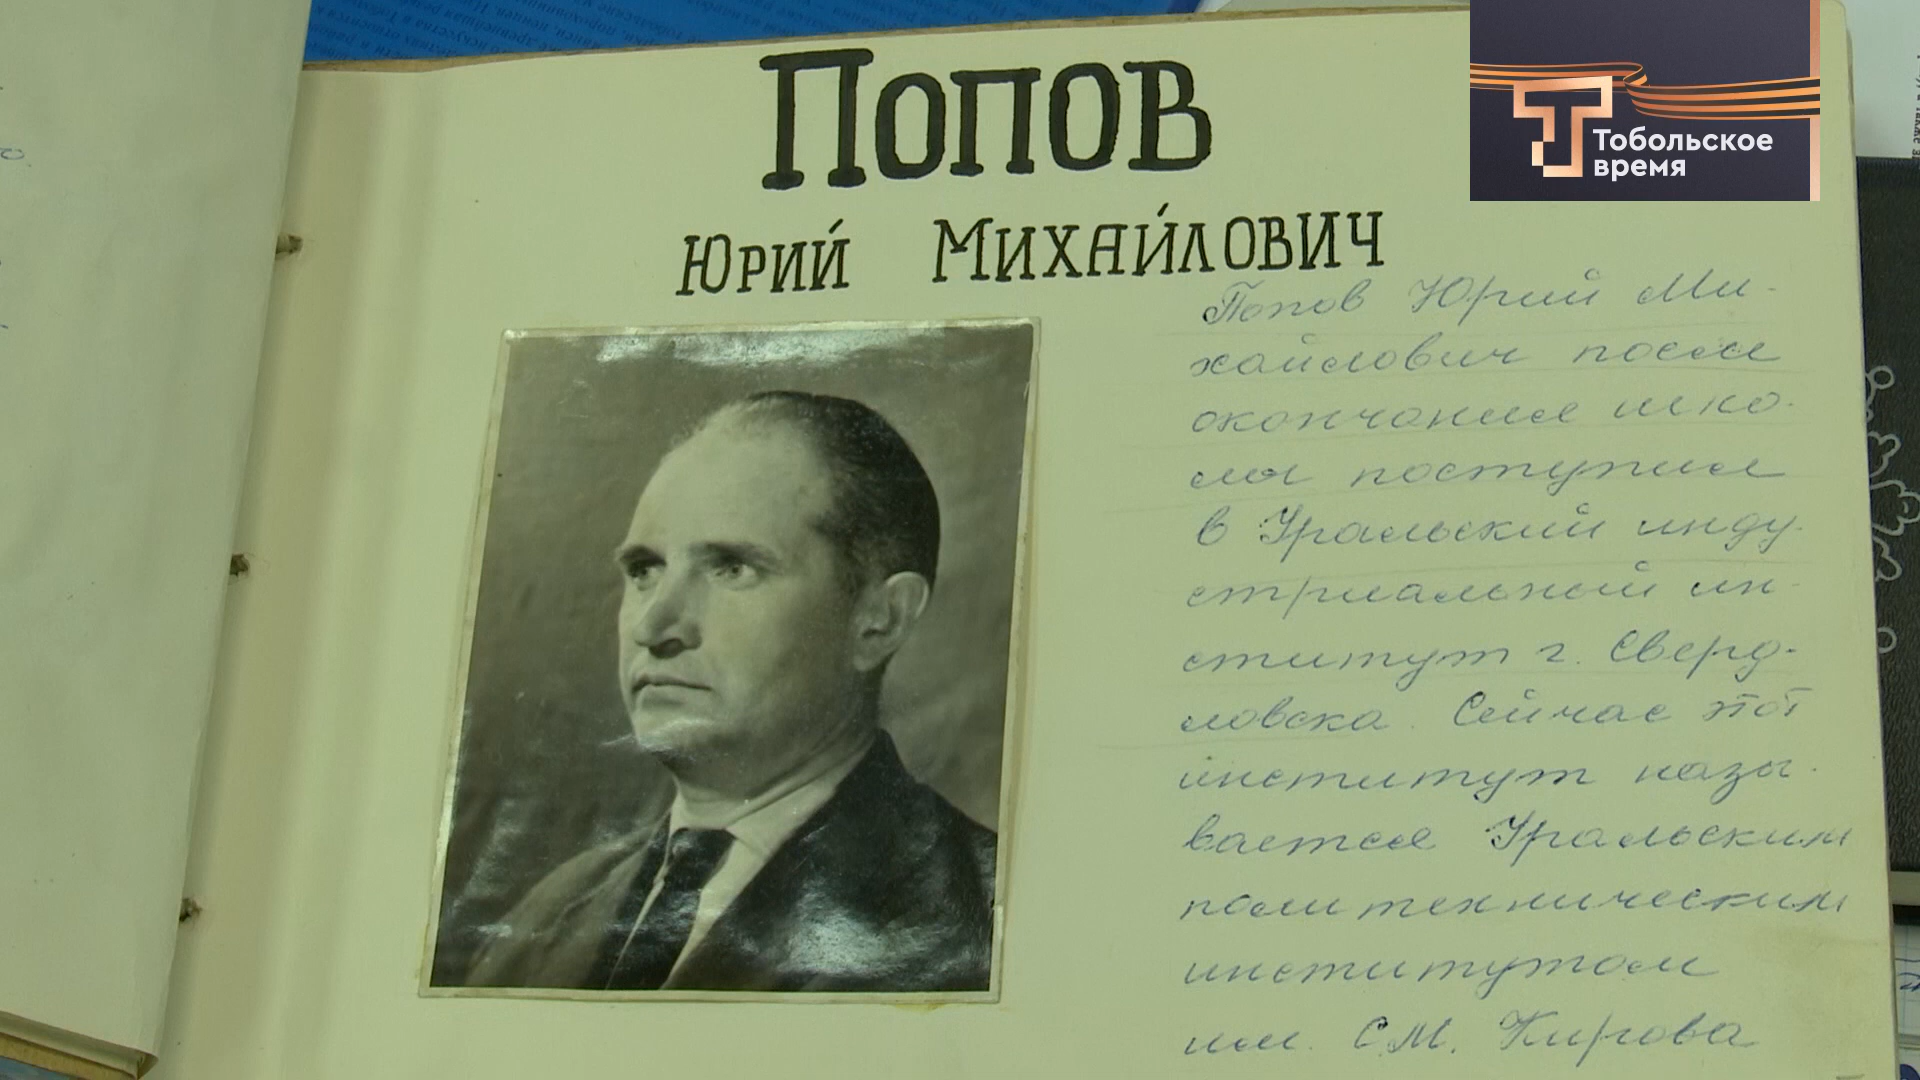 Попов
Юрий Михайлович
Тобольское
время
Попов Юрий Ми-
хайлович после
окончания шко-
лы поступил
в Уральский инду-
стриальный ин-
ститут г. Сверд-
ловска. Сейчас этот
институт назы-
вается Уральским
политехническим
институтом
им. С.М. Кирова